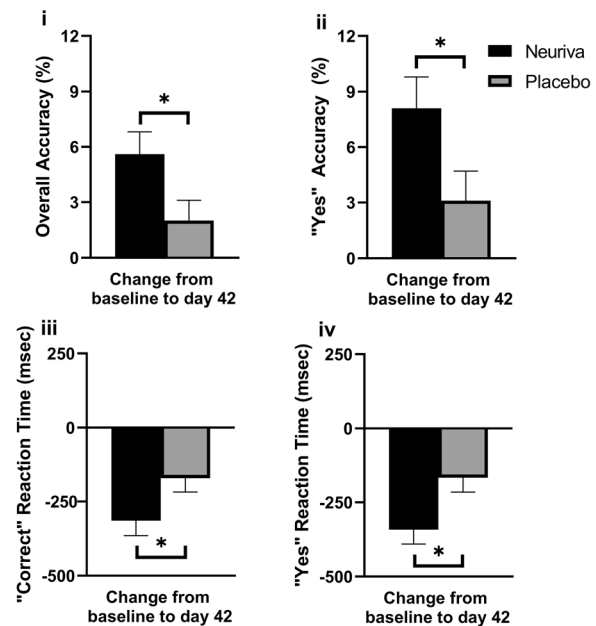 i
Overall Accuracy (%)
12
9
6
3
0
*
Change from
baseline to day 42
ii
"Yes" Accuracy (%)
12
9
6
3
0
*
Change from
baseline to day 42
Neuriva
Placebo
iii
"Correct" Reaction Time (msec)
250
0
-250
-500
*
Change from
baseline to day 42
iv
"Yes" Reaction Time (msec)
250
0
-250
-500
*
Change from
baseline to day 42